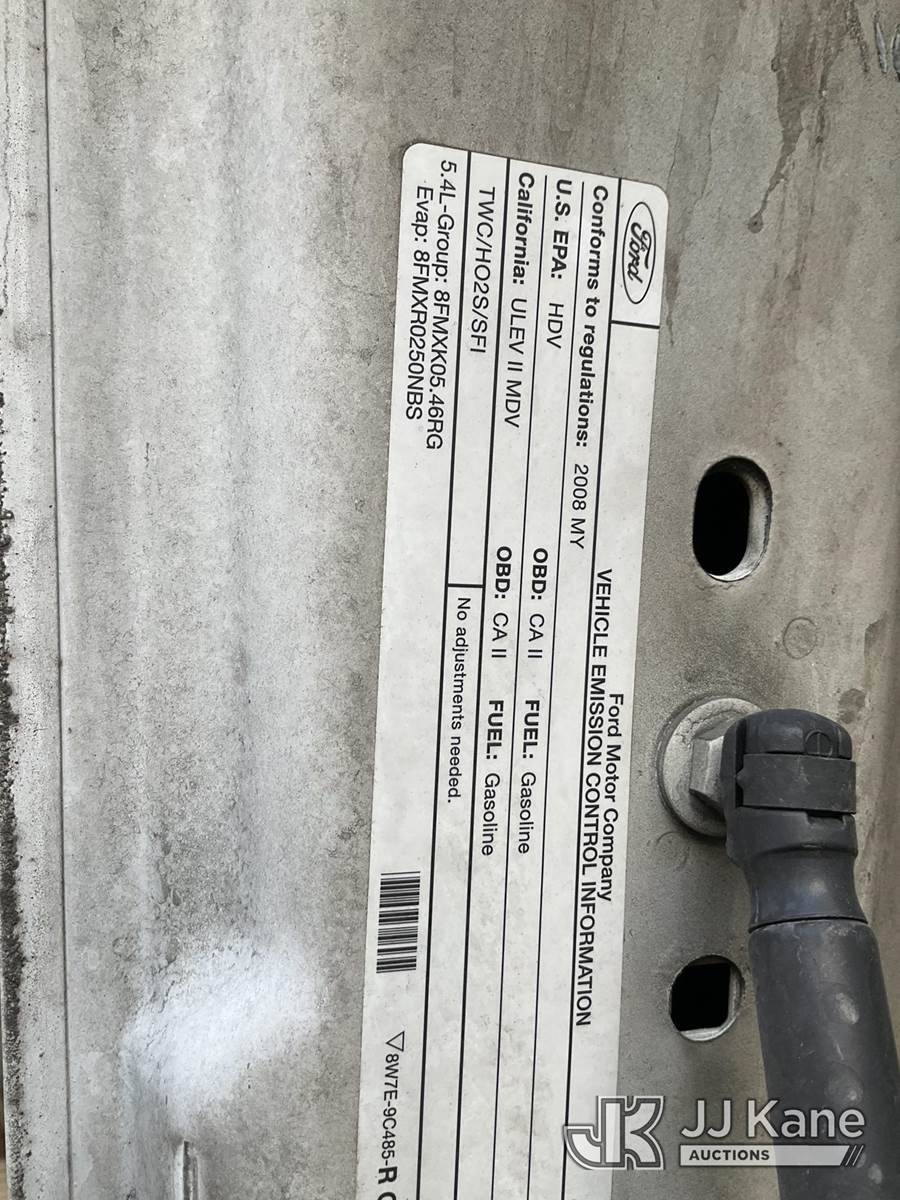 Ford
Ford Motor Company
VEHICLE EMISSION CONTROL INFORMATION
Conforms to regulations: 2008 MY
U.S. EPA: HDV OBD: CA II FUEL: Gasoline
California: ULEV II MDV OBD: CA II FUEL: Gasoline
TWC/HO2S/SFI
No adjustments needed.
5.4L-Group: 8FMXK05.46RG
Evap: 8FMXR0250NBS
8W7E-9C485-R
JK JJ Kane
AUCTIONS